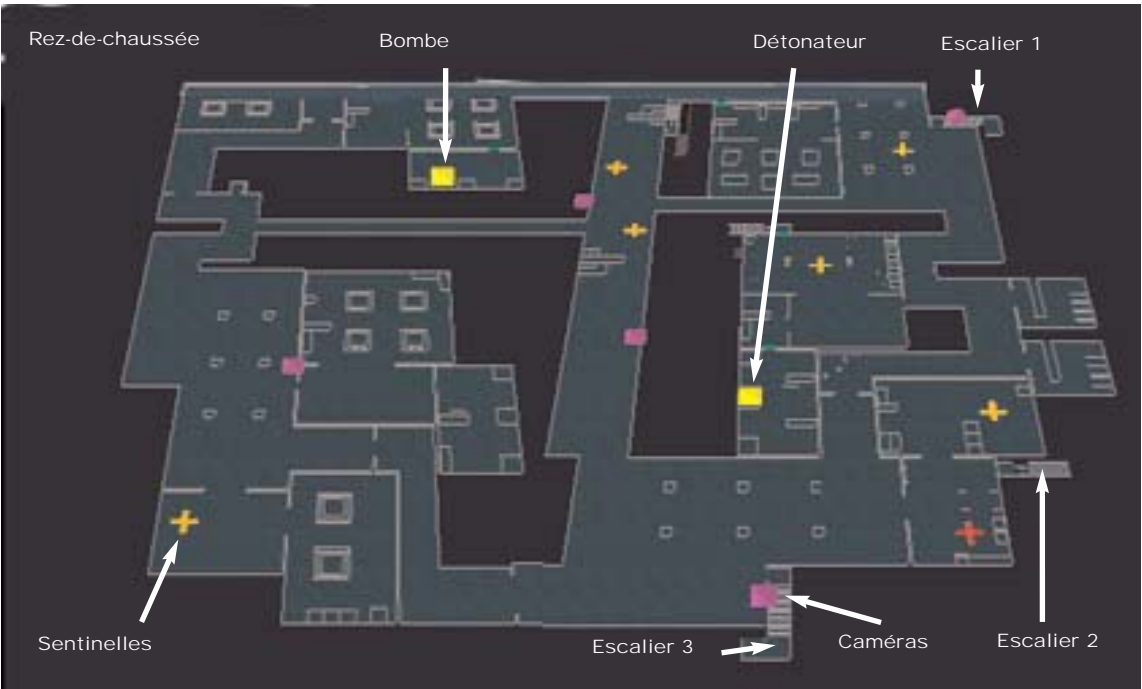 Rez-de-chaussée
Bombe
Détonateur
Escalier 1
Sentinelles
Escalier 3
Caméras
Escalier 2